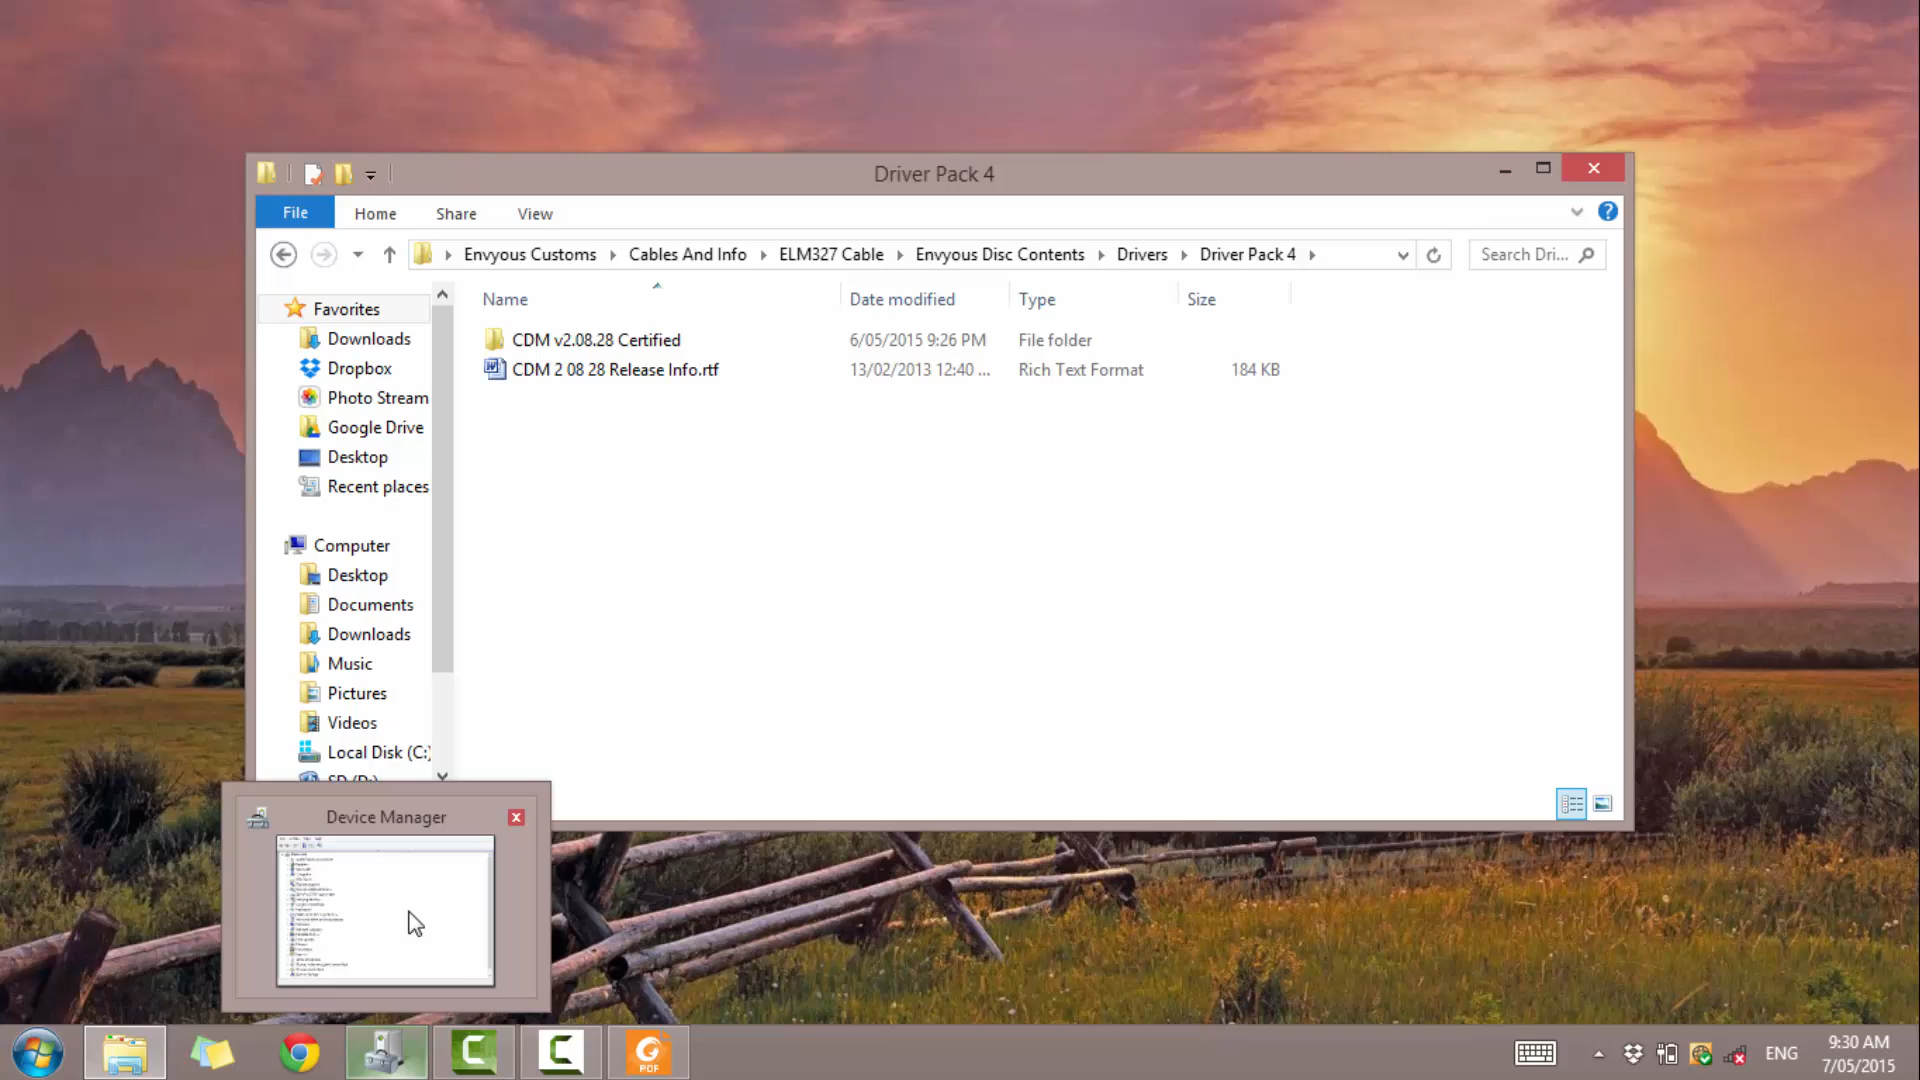 Driver Pack 4
File Home Share View
Envyous Customs Cables And Info ELM327 Cable Envyous Disc Contents Drivers Driver Pack 4 Search Dri...
Name Date modified Type Size
CDM v2.08.28 Certified 6/05/2015 9:26 PM File folder
CDM 2 08 28 Release Info.rtf 13/02/2013 12:40 ... Rich Text Format 184 KB
Favorites
Downloads
Dropbox
Photo Stream
Google Drive
Desktop
Recent places
Computer
Desktop
Documents
Downloads
Music
Pictures
Videos
Local Disk (C:)
Device Manager
PDF
ENG
9:30 AM
7/05/2015